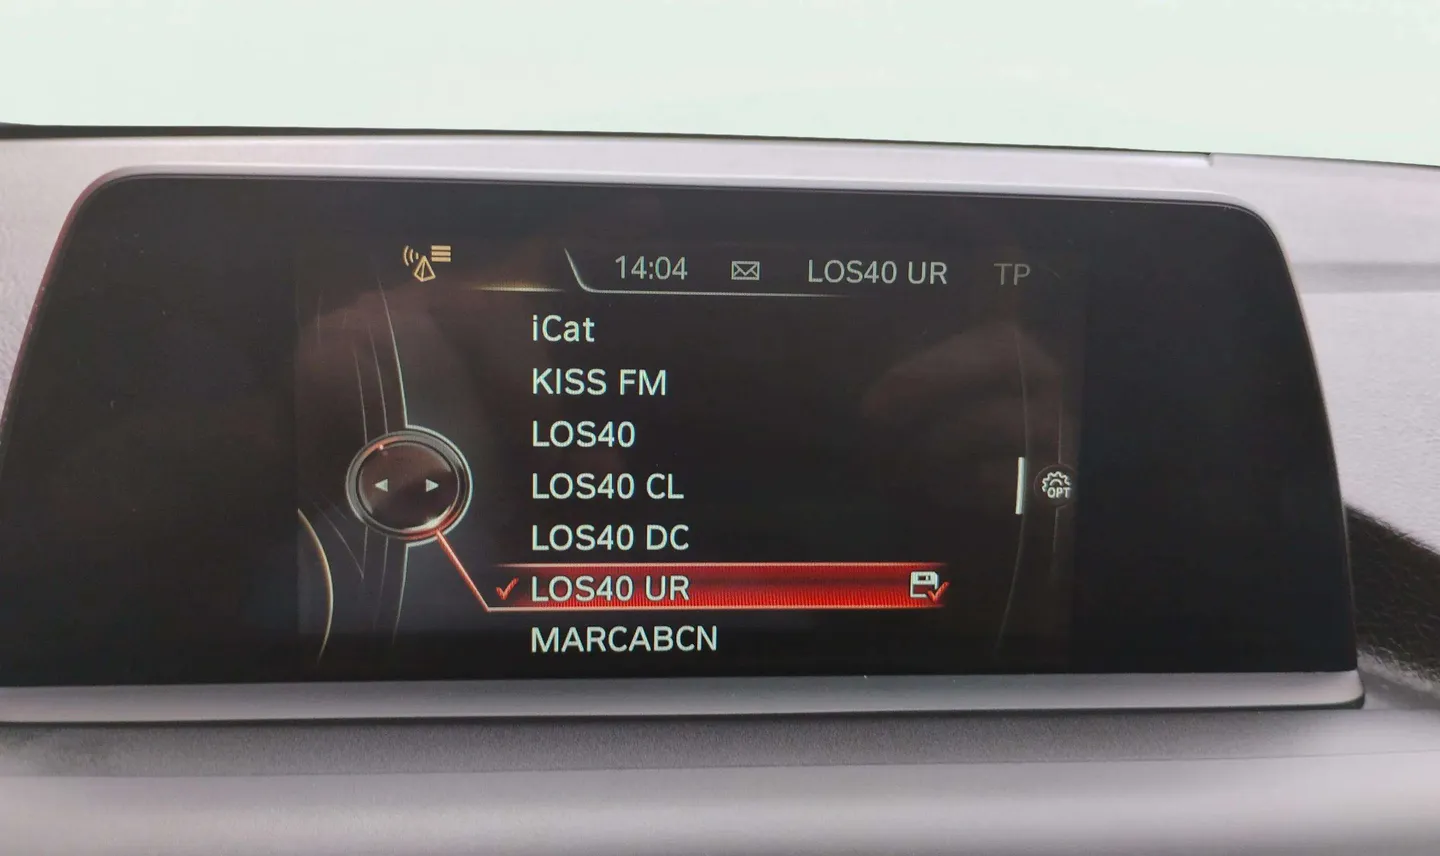 14:04 LOS40 UR TP
iCat
KISS FM
LOS40
LOS40 CL
OPT
LOS40 DC
LOS40 UR
MARCABCN